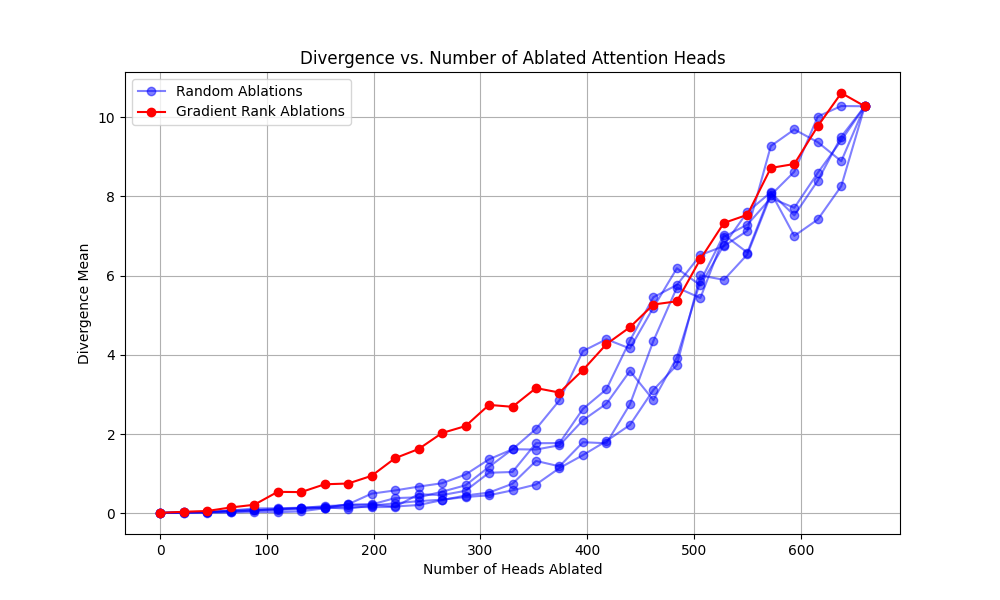 Divergence vs. Number of Ablated Attention Heads
Random Ablations
Gradient Rank Ablations
Divergence Mean
10
8
6
4
2
0
0 100 200 300 400 500 600
Number of Heads Ablated